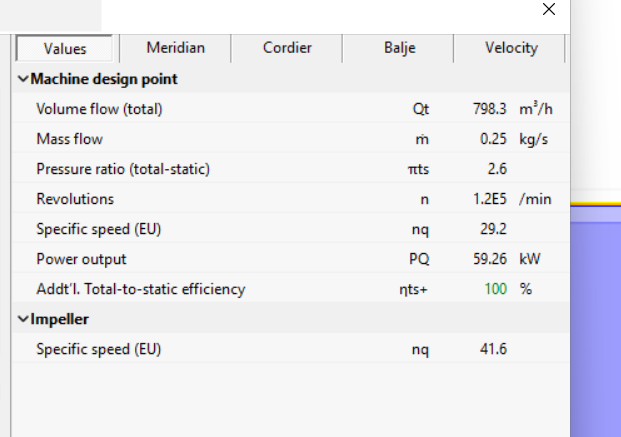 Values Meridian Cordier Balje Velocity
Machine design point
Volume flow (total) Qt 798.3 m³/h
Mass flow ṁ 0.25 kg/s
Pressure ratio (total-static) πts 2.6
Revolutions n 1.2E5 /min
Specific speed (EU) nq 29.2
Power output PQ 59.26 kW
Addt'l. Total-to-static efficiency ηts+ 100 %
Impeller
Specific speed (EU) nq 41.6